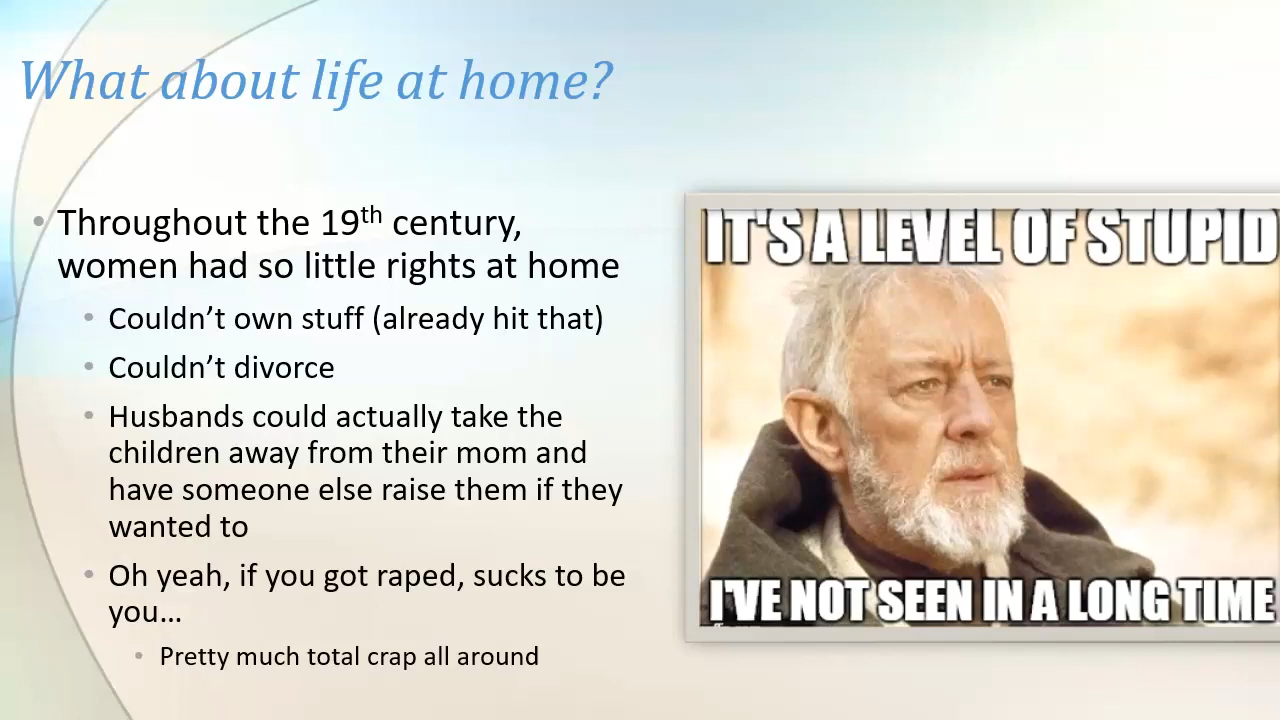 What about life at home?
• Throughout the 19th century,
women had so little rights at home
• Couldn’t own stuff (already hit that)
• Couldn’t divorce
• Husbands could actually take the
children away from their mom and
have someone else raise them if they
wanted to
• Oh yeah, if you got raped, sucks to be
you…
• Pretty much total crap all around
IT'S A LEVEL OF STUPID
I'VE NOT SEEN IN A LONG TIME